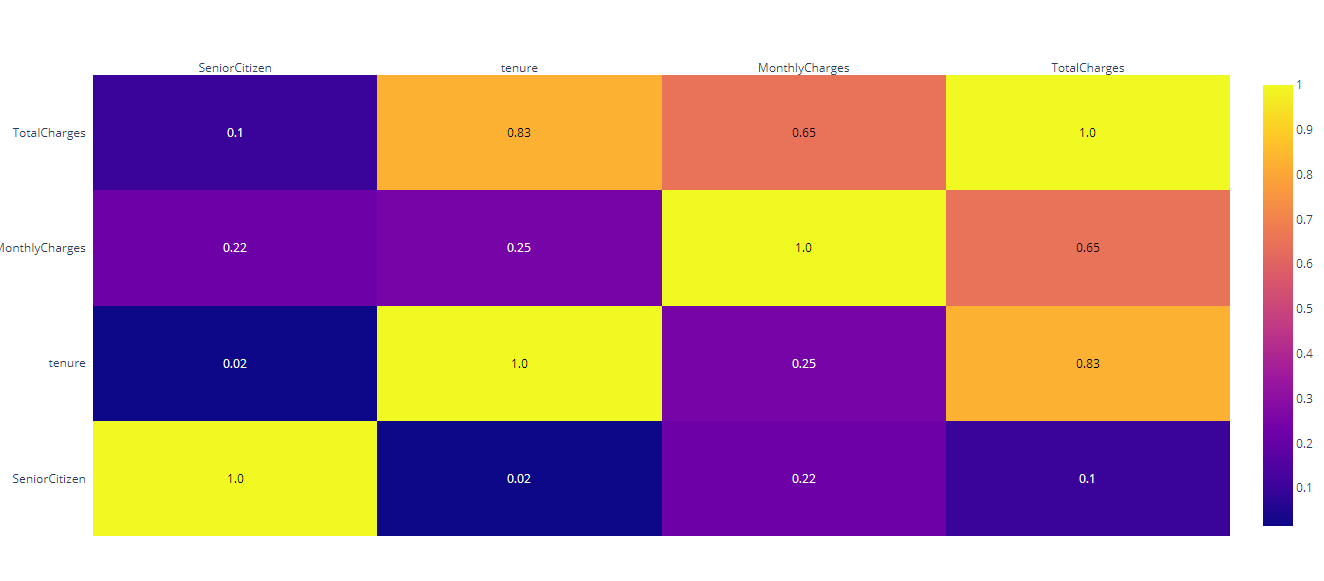 SeniorCitizen tenure MonthlyCharges TotalCharges
TotalCharges 0.1 0.83 0.65 1.0
MonthlyCharges 0.22 0.25 1.0 0.65
tenure 0.02 1.0 0.25 0.83
SeniorCitizen 1.0 0.02 0.22 0.1
1
0.9
0.8
0.7
0.6
0.5
0.4
0.3
0.2
0.1